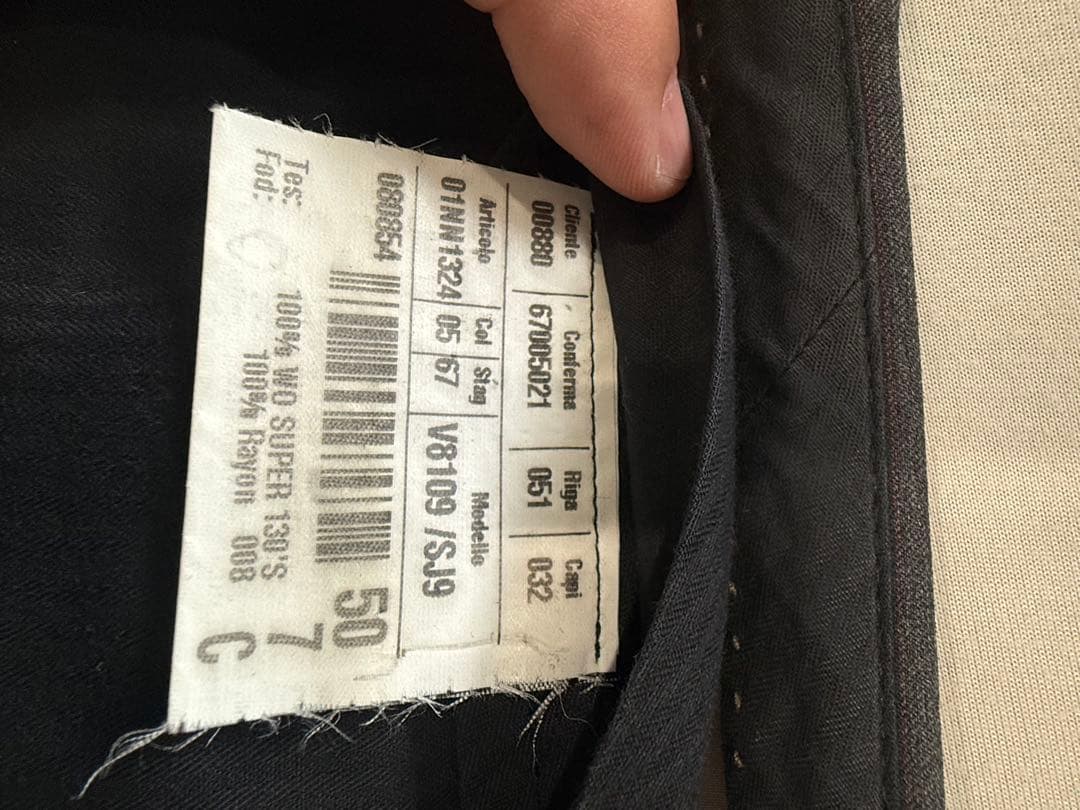 Cliente Conferma Riga Capi
00880 67005021 051 032
Articolo Col Stag Modello
01NN1324 05 67 V8109 /SJ9
080854 50
7
Tes: 100% WO SUPER 130'S
Fod: 100% Rayon 008 C